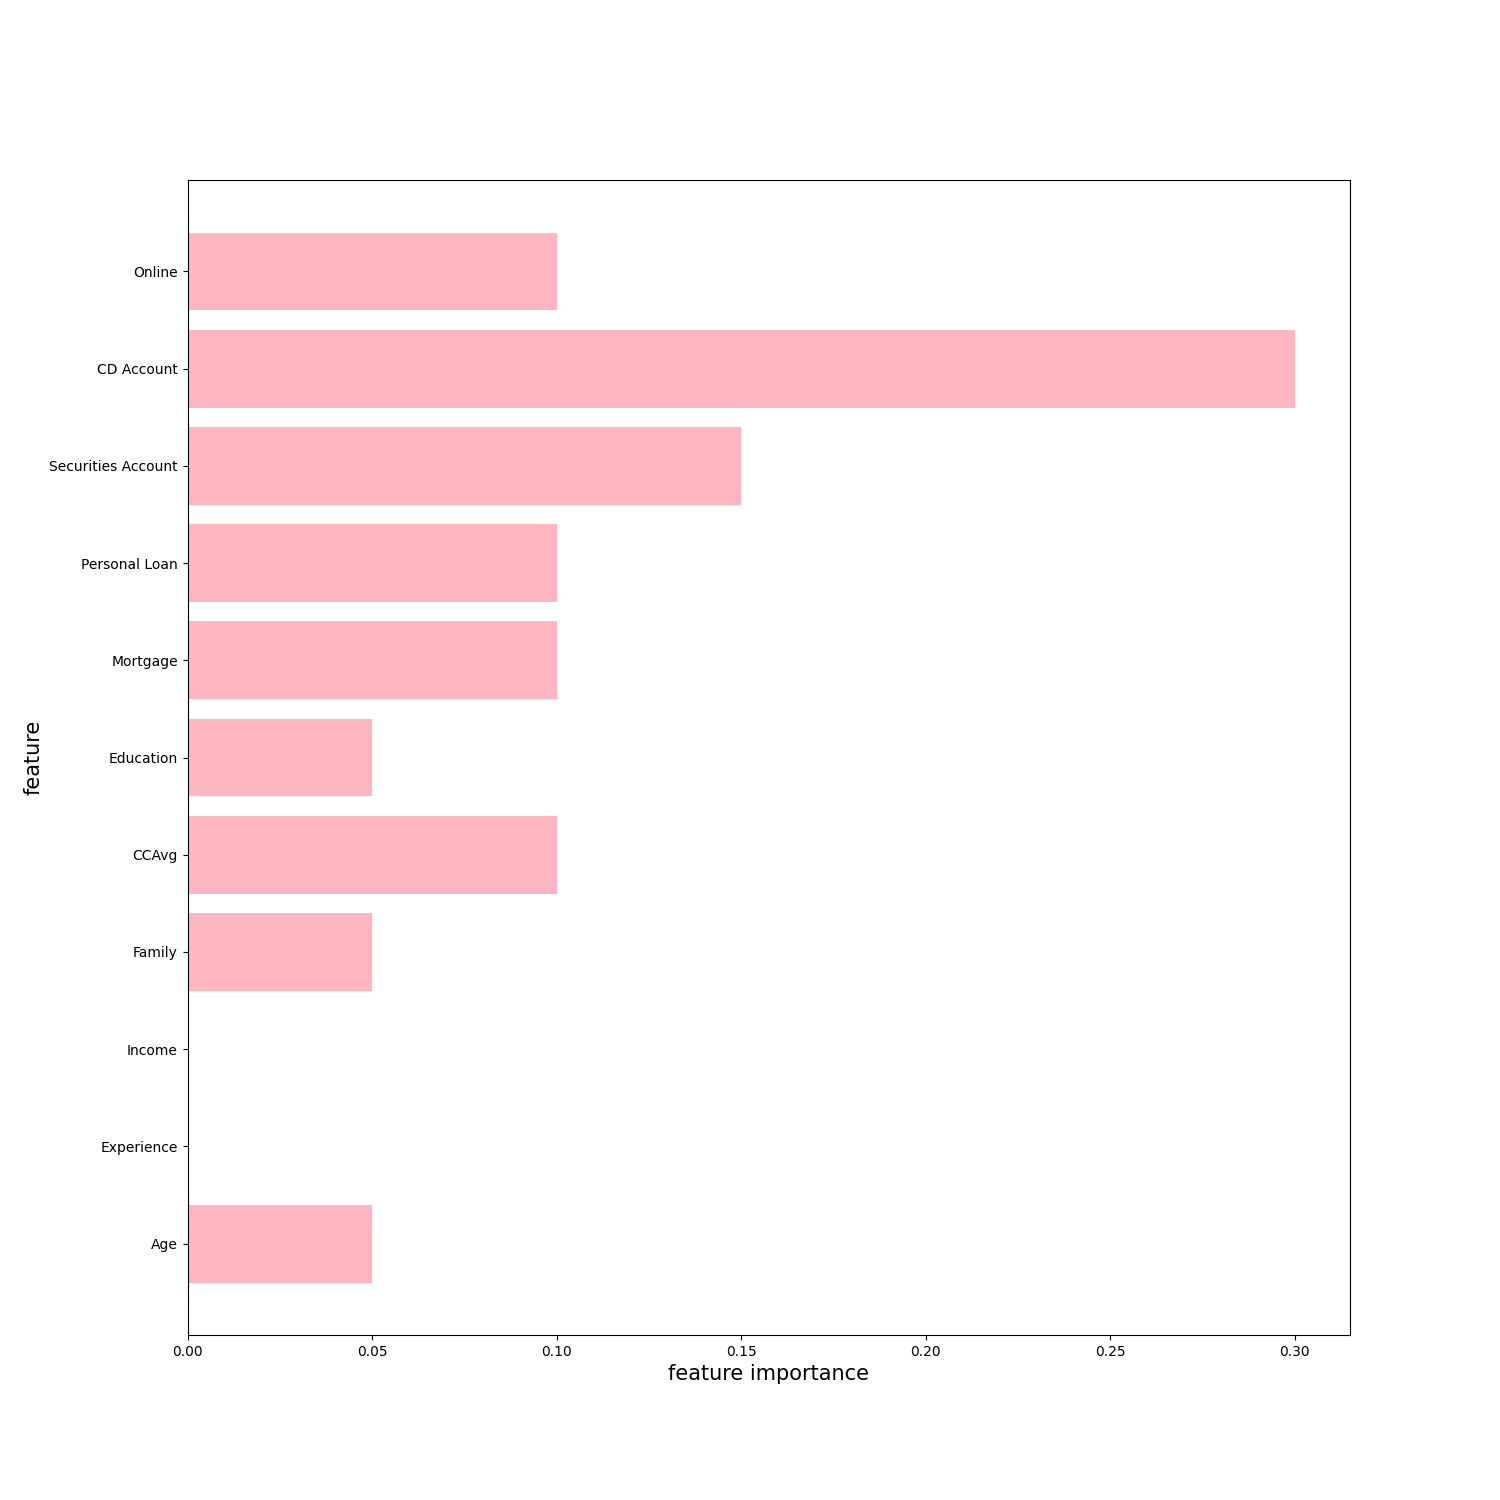 Online
CD Account
Securities Account
Personal Loan
Mortgage
Education
CCAvg
Family
Income
Experience
Age
feature
0.00 0.05 0.10 0.15 0.20 0.25 0.30
feature importance